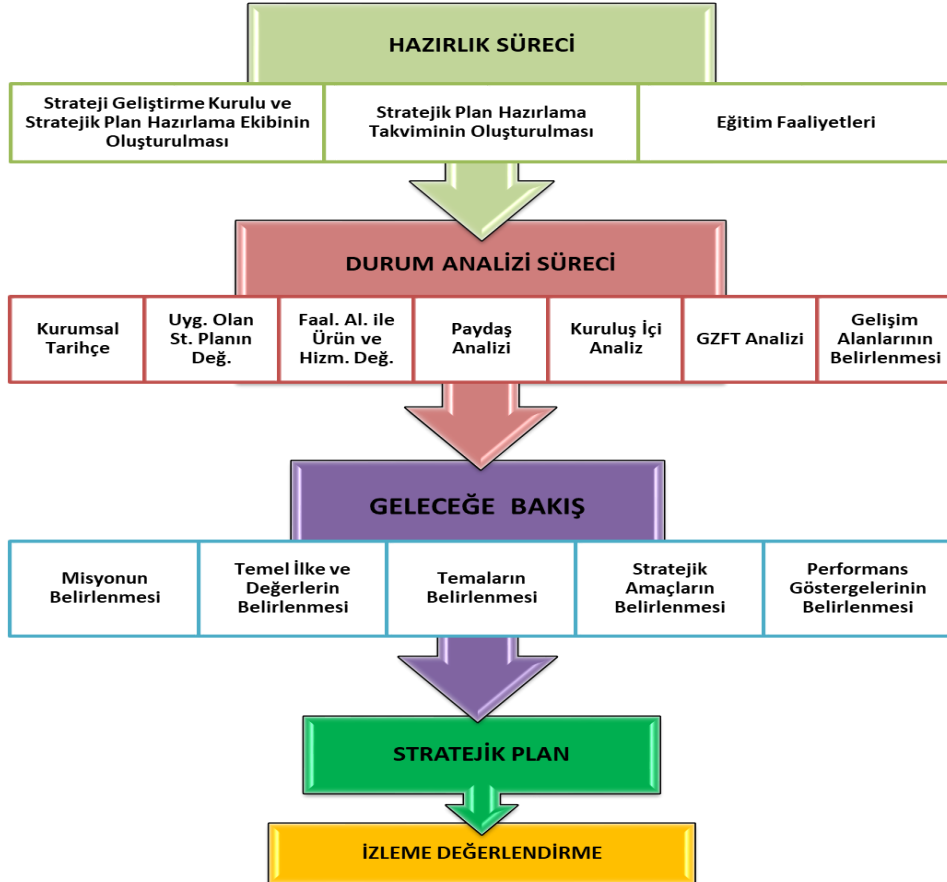 HAZIRLIK SÜRECİ
Strateji Geliştirme Kurulu ve
Stratejik Plan Hazırlama Ekibinin
Oluşturulması
Stratejik Plan Hazırlama
Takviminin Oluşturulması
Eğitim Faaliyetleri
DURUM ANALİZİ SÜRECİ
Kurumsal
Tarihçe
Uyg. Olan
St. Planın
Değ.
Faal. Al. ile
Ürün ve
Hizm. Değ.
Paydaş
Analizi
Kuruluş İçi
Analiz
GZFT Analizi
Gelişim
Alanlarının
Belirlenmesi
GELECEĞE BAKIŞ
Misyonun
Belirlenmesi
Temel İlke ve
Değerlerin
Belirlenmesi
Temaların
Belirlenmesi
Stratejik
Amaçların
Belirlenmesi
Performans
Göstergelerinin
Belirlenmesi
STRATEJİK PLAN
İZLEME DEĞERLENDİRME